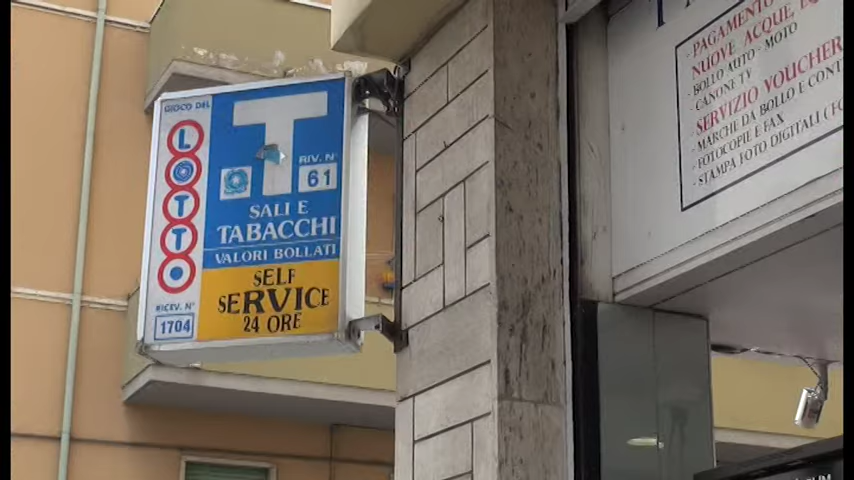 GIOCO DEL
LOTTO
RICEV. N°
1704
T
RIV. N°
61
SALI E
TABACCHI
VALORI BOLLATI
SELF
SERVICE
24 ORE
PAGAMENTO
NUOVE ACQUE
- BOLLO AUTO - MOTO
- CANONE TV
SERVIZIO VOUCHER
- MARCHE DA BOLLO E
- FOTOCOPIE E FAX
- STAMPA FOTO DIGITALI